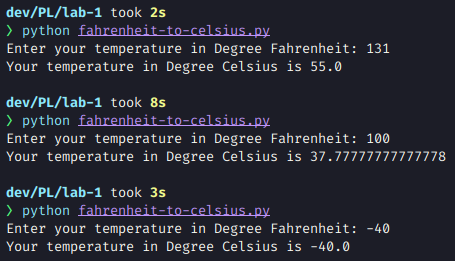 dev/PL/lab-1 took 2s
❯ python fahrenheit-to-celsius.py
Enter your temperature in Degree Fahrenheit: 131
Your temperature in Degree Celsius is 55.0
dev/PL/lab-1 took 8s
❯ python fahrenheit-to-celsius.py
Enter your temperature in Degree Fahrenheit: 100
Your temperature in Degree Celsius is 37.77777777777778
dev/PL/lab-1 took 3s
❯ python fahrenheit-to-celsius.py
Enter your temperature in Degree Fahrenheit: -40
Your temperature in Degree Celsius is -40.0